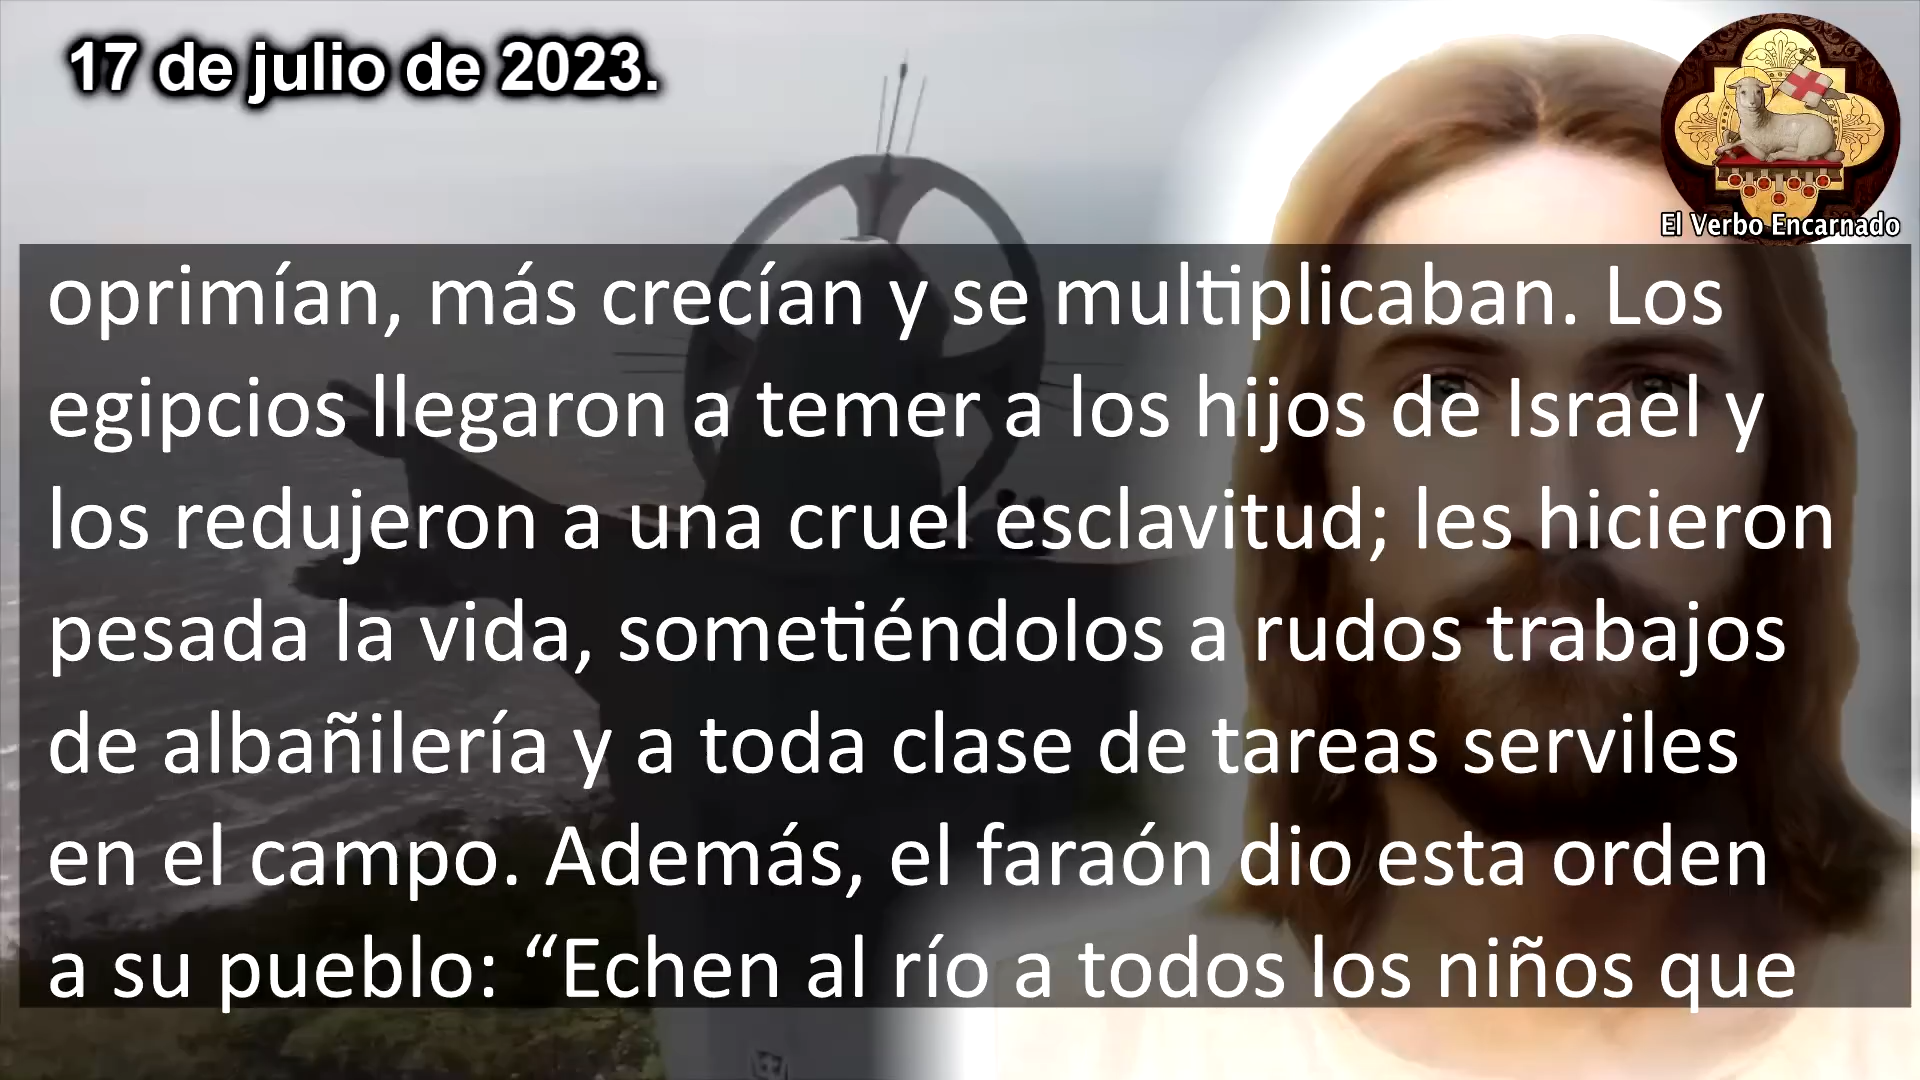 17 de julio de 2023.
El Verbo Encarnado
oprimían, más crecían y se multiplicaban. Los
egipcios llegaron a temer a los hijos de Israel y
los redujeron a una cruel esclavitud; les hicieron
pesada la vida, sometiéndolos a rudos trabajos
de albañilería y a toda clase de tareas serviles
en el campo. Además, el faraón dio esta orden
a su pueblo: “Echen al río a todos los niños que